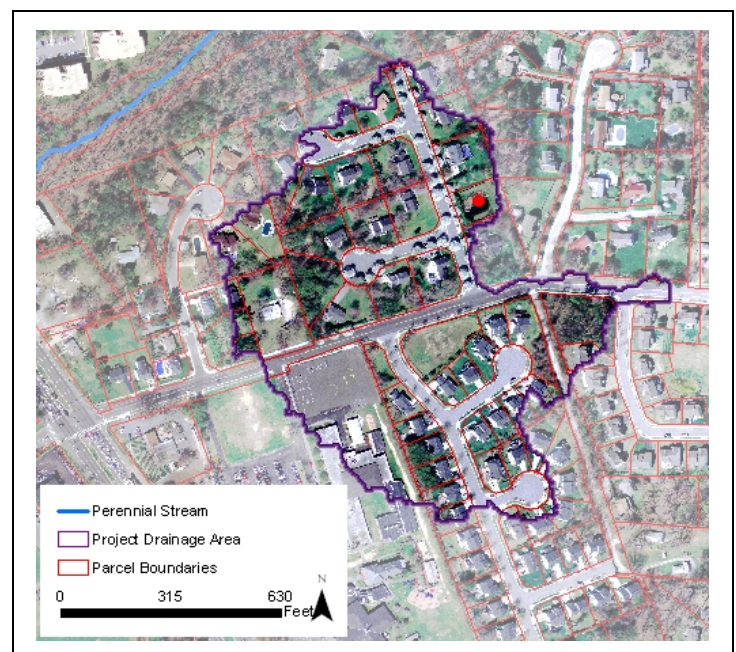 Perennial Stream
Project Drainage Area
Parcel Boundaries
N
0 315 630
Feet